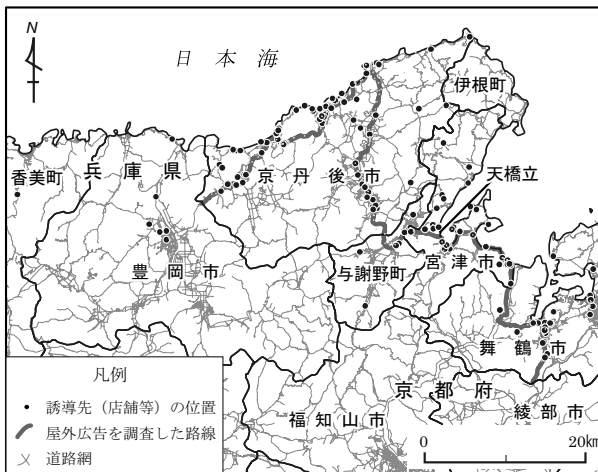 N
日本海
伊根町
天橋立
香美町
兵庫県
京丹後市
豊岡市
与謝野町
宮津市
舞鶴市
京都府
福知山市
綾部市
凡例
誘導先（店舗等）の位置
屋外広告を調査した路線
道路網
0 20km